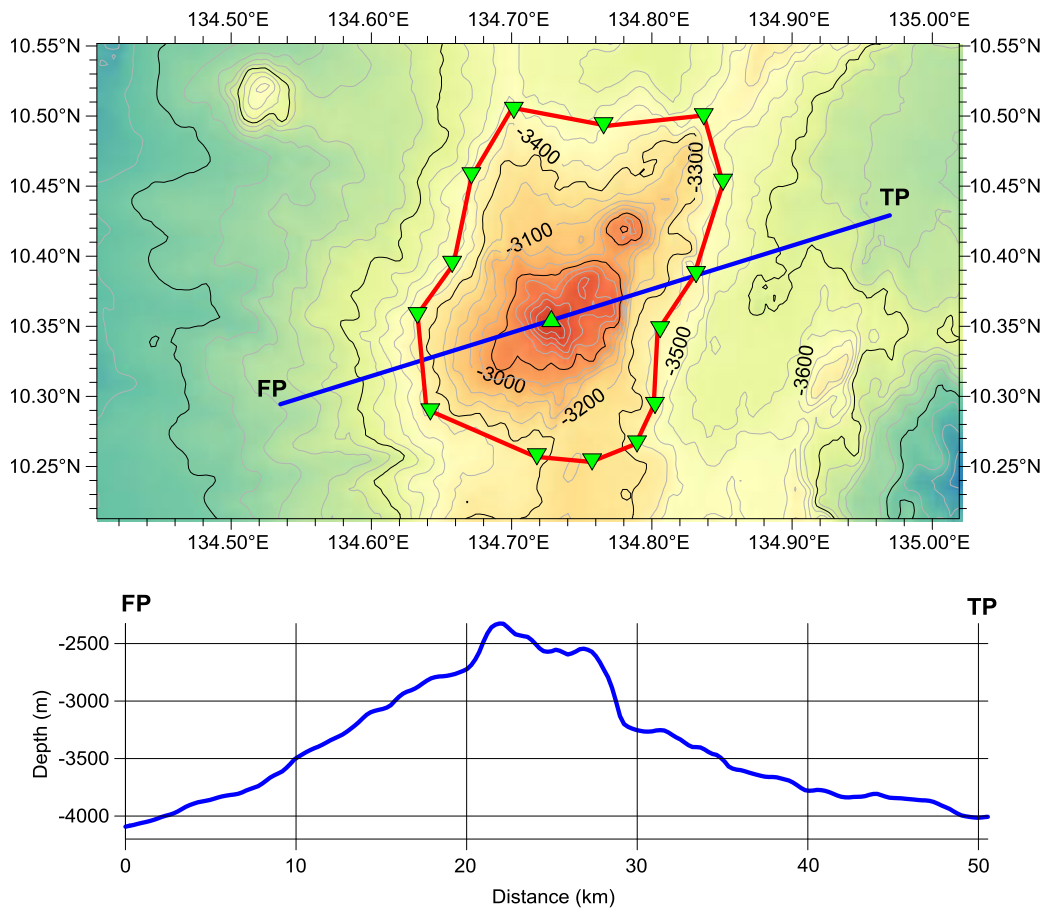 134.50°E 134.60°E 134.70°E 134.80°E 134.90°E 135.00°E
10.55°N 10.55°N
10.50°N 10.50°N
-3400
-3300
10.45°N 10.45°N
TP
-3100
10.40°N 10.40°N
10.35°N 10.35°N
-3500
-3600
FP
-3000
10.30°N 10.30°N
-3200
10.25°N 10.25°N
134.50°E 134.60°E 134.70°E 134.80°E 134.90°E 135.00°E
FP TP
-2500
-3000
-3500
-4000
Depth (m)
0 10 20 30 40 50
Distance (km)